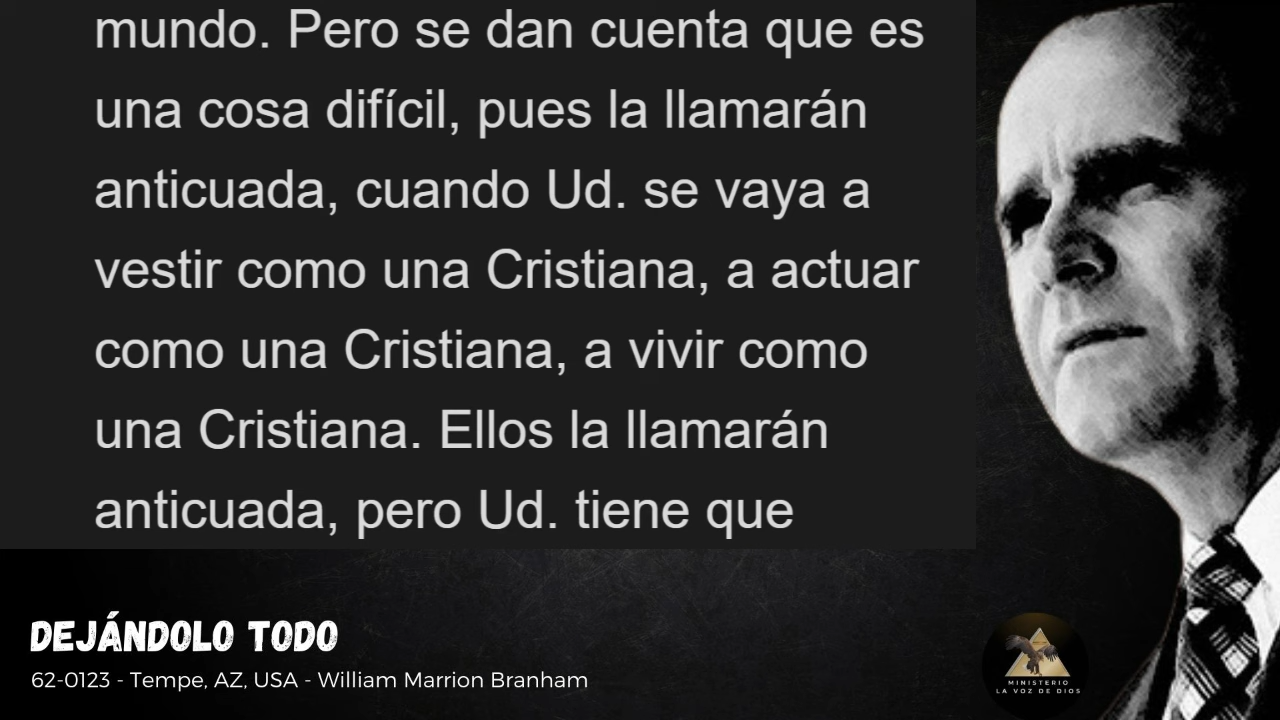 mundo. Pero se dan cuenta que es
una cosa difícil, pues la llamarán
anticuada, cuando Ud. se vaya a
vestir como una Cristiana, a actuar
como una Cristiana, a vivir como
una Cristiana. Ellos la llamarán
anticuada, pero Ud. tiene que
DEJÁNDOLO TODO
62-0123 - Tempe, AZ, USA - William Marrion Branham
MINISTERIO
LA VOZ DE DIOS